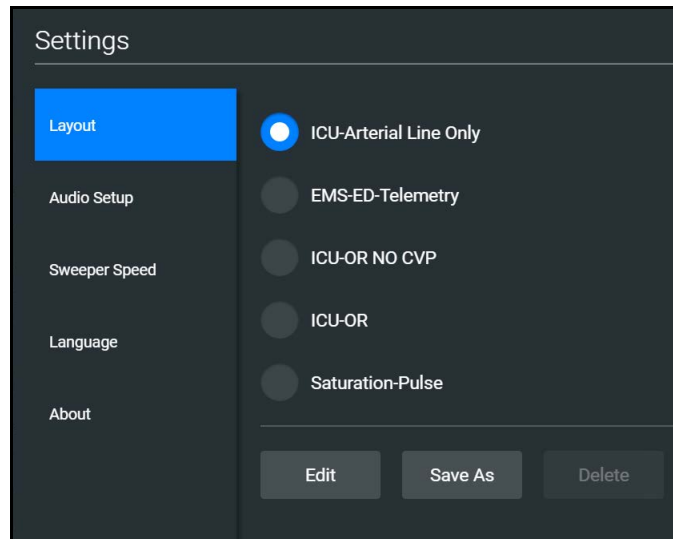 Settings
Layout
Audio Setup
Sweeper Speed
Language
About
ICU-Arterial Line Only
EMS-ED-Telemetry
ICU-OR NO CVP
ICU-OR
Saturation-Pulse
Edit
Save As
Delete